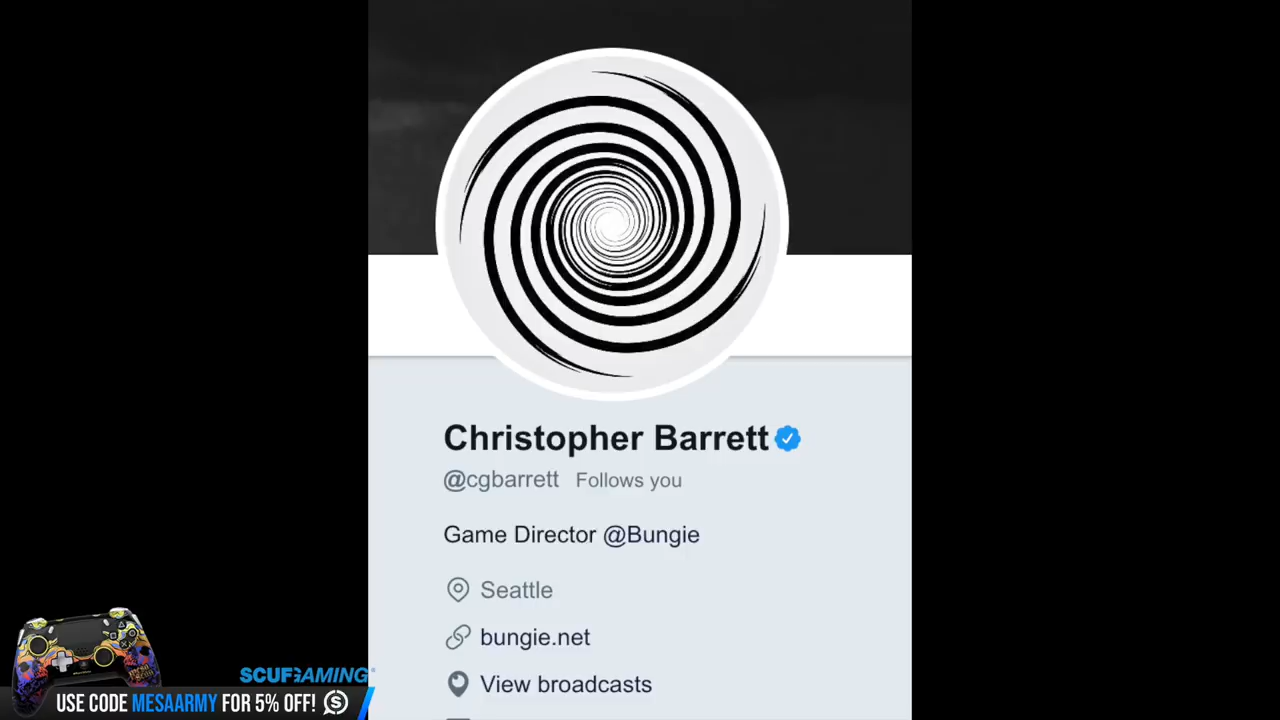 Christopher Barrett
@cgbarrett Follows you
Game Director @Bungie
Seattle
bungie.net
View broadcasts
SCUFGAMING
USE CODE MESAARMY FOR 5% OFF!